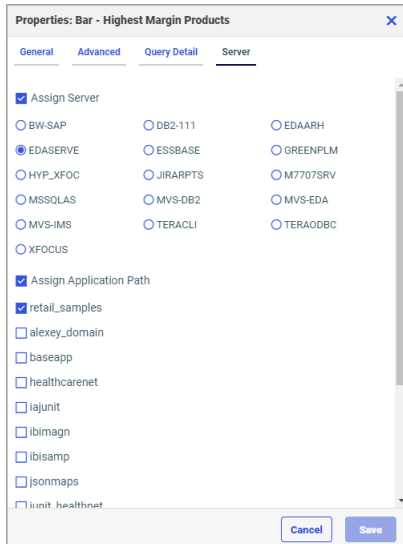 Properties: Bar - Highest Margin Products
General Advanced Query Detail Server
Assign Server
BW-SAP DB2-111 EDAARH
EDASERVE ESSBASE GREENPLM
HYP_XFOC JIRARPTS M7707SRV
MSSQLAS MVS-DB2 MVS-EDA
MVS-IMS TERACLI TERAODBC
XFOCUS
Assign Application Path
retail_samples
alexey_domain
baseapp
healthcarenet
iajunit
ibimagn
ibisamp
jsonmaps
junit_healthnet
Cancel Save